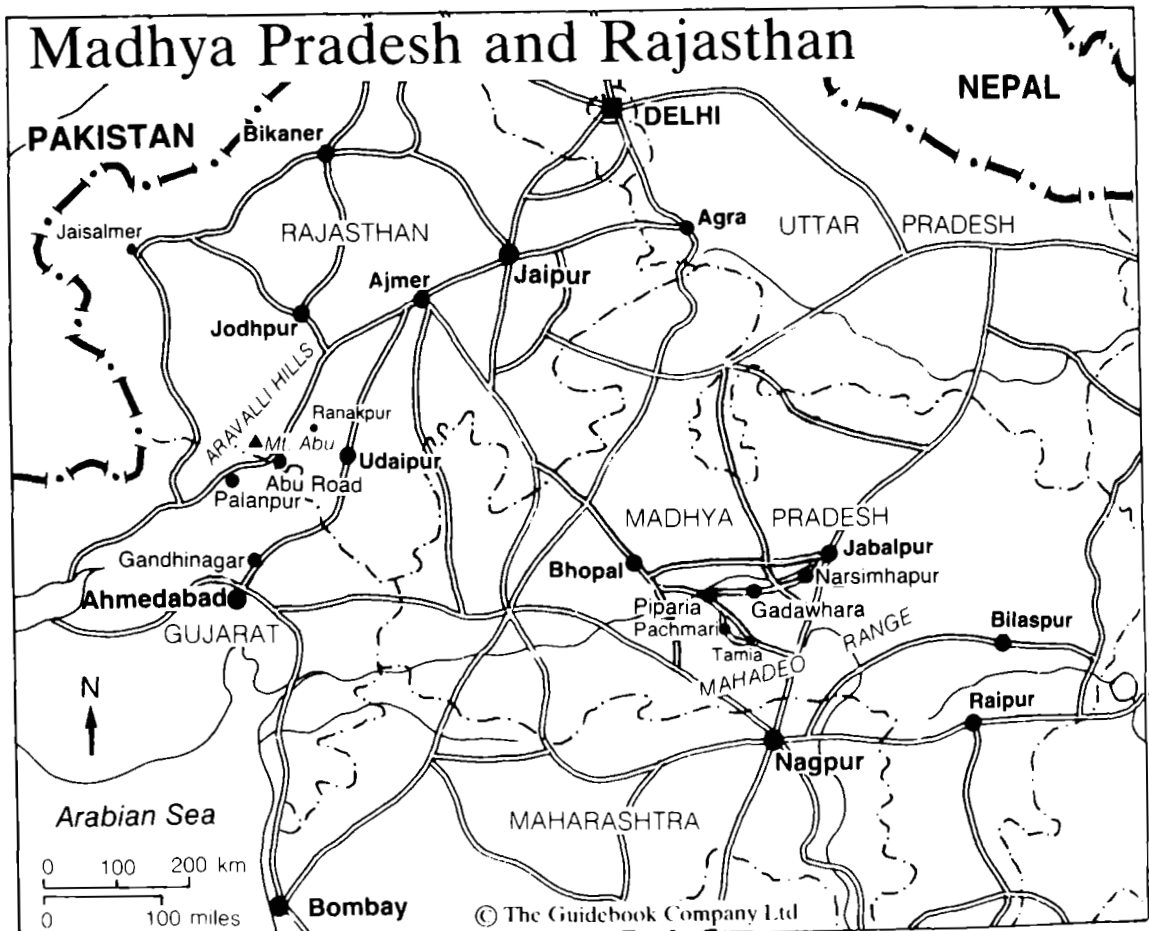 Madhya Pradesh and Rajasthan
NEPAL
DELHI
PAKISTAN
Bikaner
Jaisalmer
RAJASTHAN
Agra
UTTAR PRADESH
Ajmer
Jaipur
Jodhpur
ARAVALLI HILLS
Ranakpur
Mt. Abu
Udaipur
Abu Road
Palanpur
MADHYA PRADESH
Gandhinagar
Bhopal
Jabalpur
Narsimhapur
Ahmedabad
Piparia
Gadawhara
GUJARAT
Pachmari
Bilaspur
Tamia
MAHADEO RANGE
N
Raipur
Nagpur
Arabian Sea
MAHARASHTRA
0 100 200 km
0 100 miles
Bombay
© The Guidebook Company Ltd